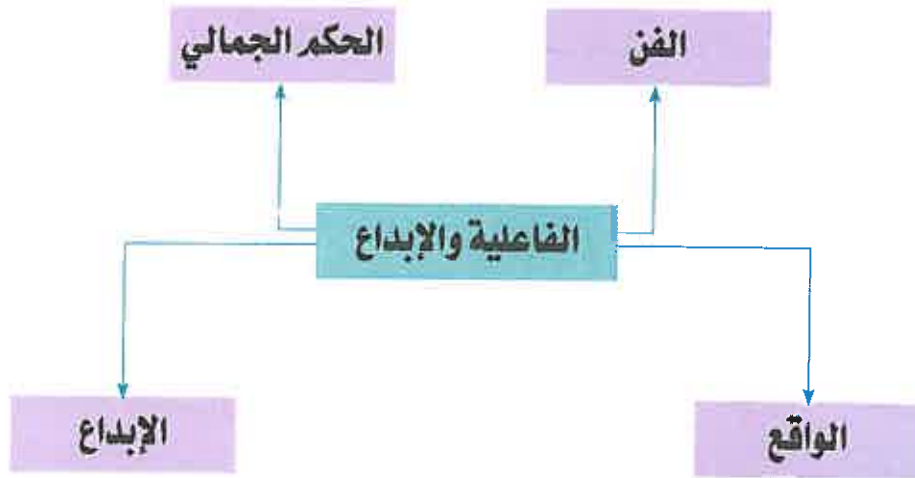 الفن
الحكم الجمالي
الفاعلية والإبداع
الواقع
الإبداع